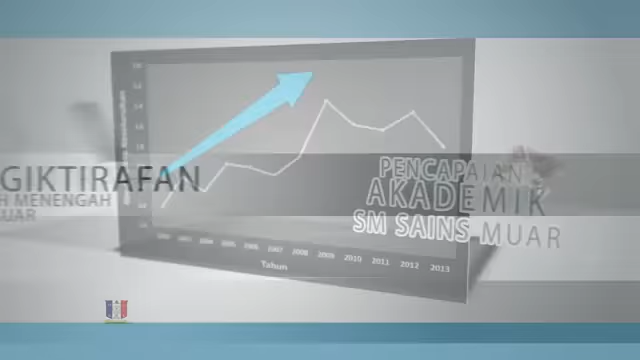 GIKTIRAFAN
H MENENGAH
UAR
PENCAPAIAN
AKADEMIK
SM SAINS MUAR
2004
2005
2006
2007
2008
2009
2010
2011
2012
2013
Tahun